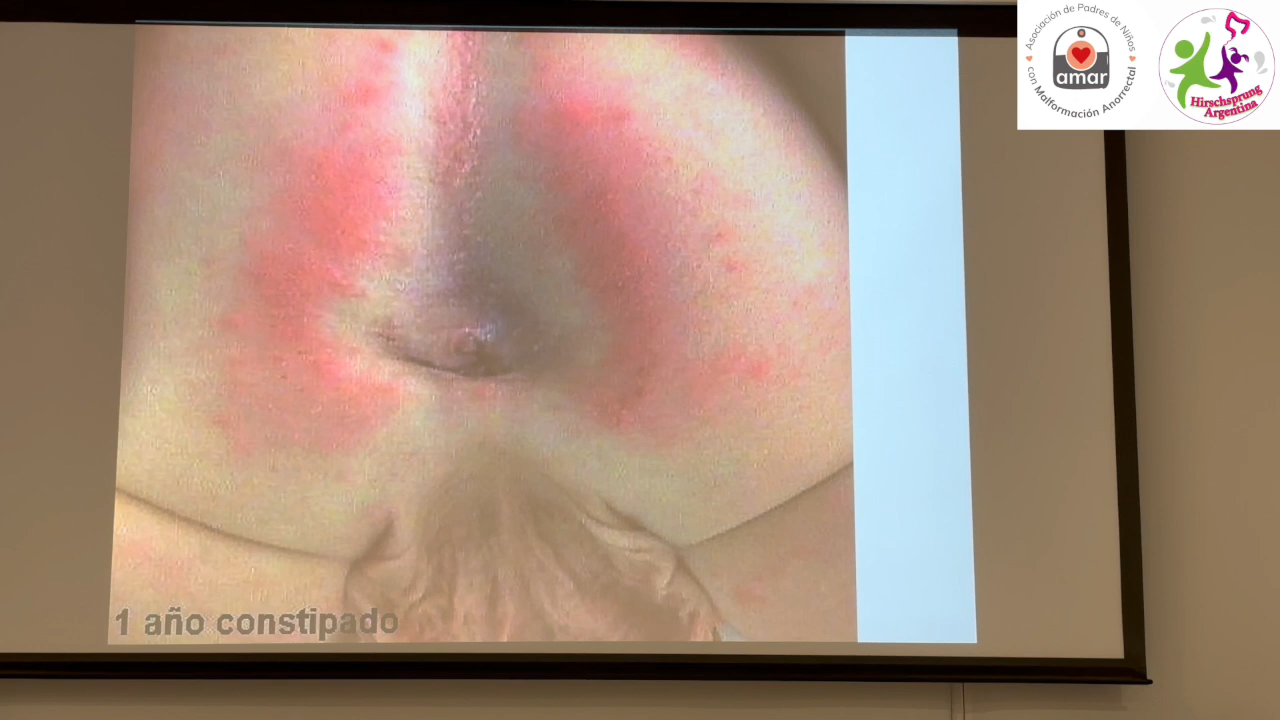 Asociación de Padres de Niños
con Malformación Anorrectal
amar
Hirschsprung
Argentina
1 año constipado